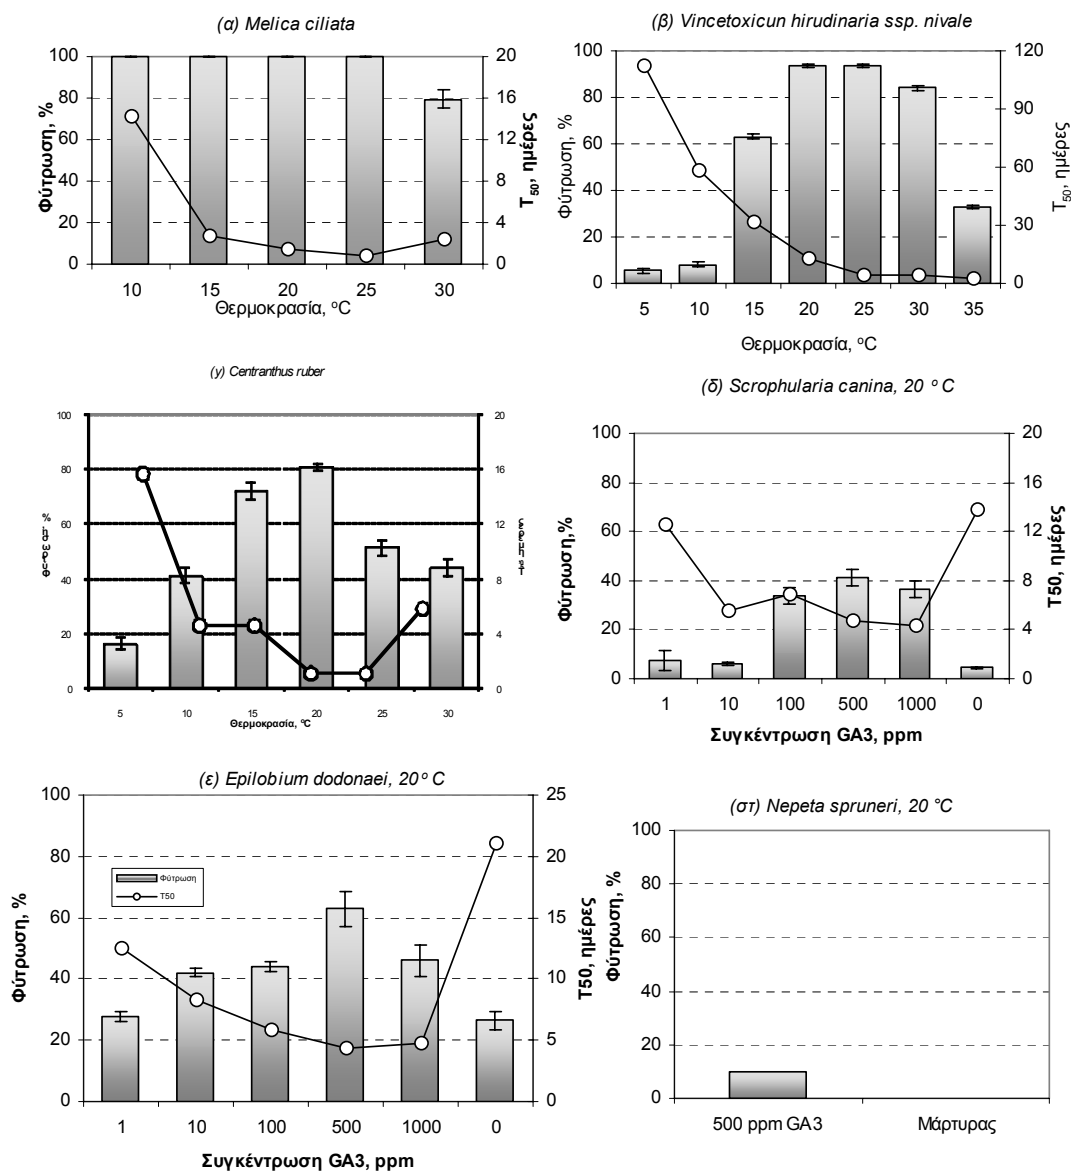 (α) Melica ciliata
100
80
60
40
20
0
Φύτρωση, %
20
16
12
8
4
0
T50, ημέρες
10 15 20 25 30
Θερμοκρασία, °C
(β) Vincetoxicun hirudinaria ssp. nivale
100
80
60
40
20
0
Φύτρωση, %
120
90
60
30
0
T50, ημέρες
5 10 15 20 25 30 35
Θερμοκρασία, °C
(γ) Centranthus ruber
100
80
60
40
20
0
%
20
16
12
8
4
0
5 10 15 20 25 30
Θερμοκρασία, °C
(δ) Scrophularia canina, 20 ° C
100
80
60
40
20
0
Φύτρωση,%
20
16
12
8
4
0
T50, ημέρες
1 10 100 500 1000 0
Συγκέντρωση GA3, ppm
(ε) Epilobium dodonaei, 20° C
100
80
60
40
20
0
Φύτρωση, %
Φύτρωση
T50
25
20
15
10
5
0
T50, ημέρες
1 10 100 500 1000 0
Συγκέντρωση GA3, ppm
(στ) Nepeta spruneri, 20 °C
100
80
60
40
20
0
Φύτρωση, %
500 ppm GA3 Μάρτυρας